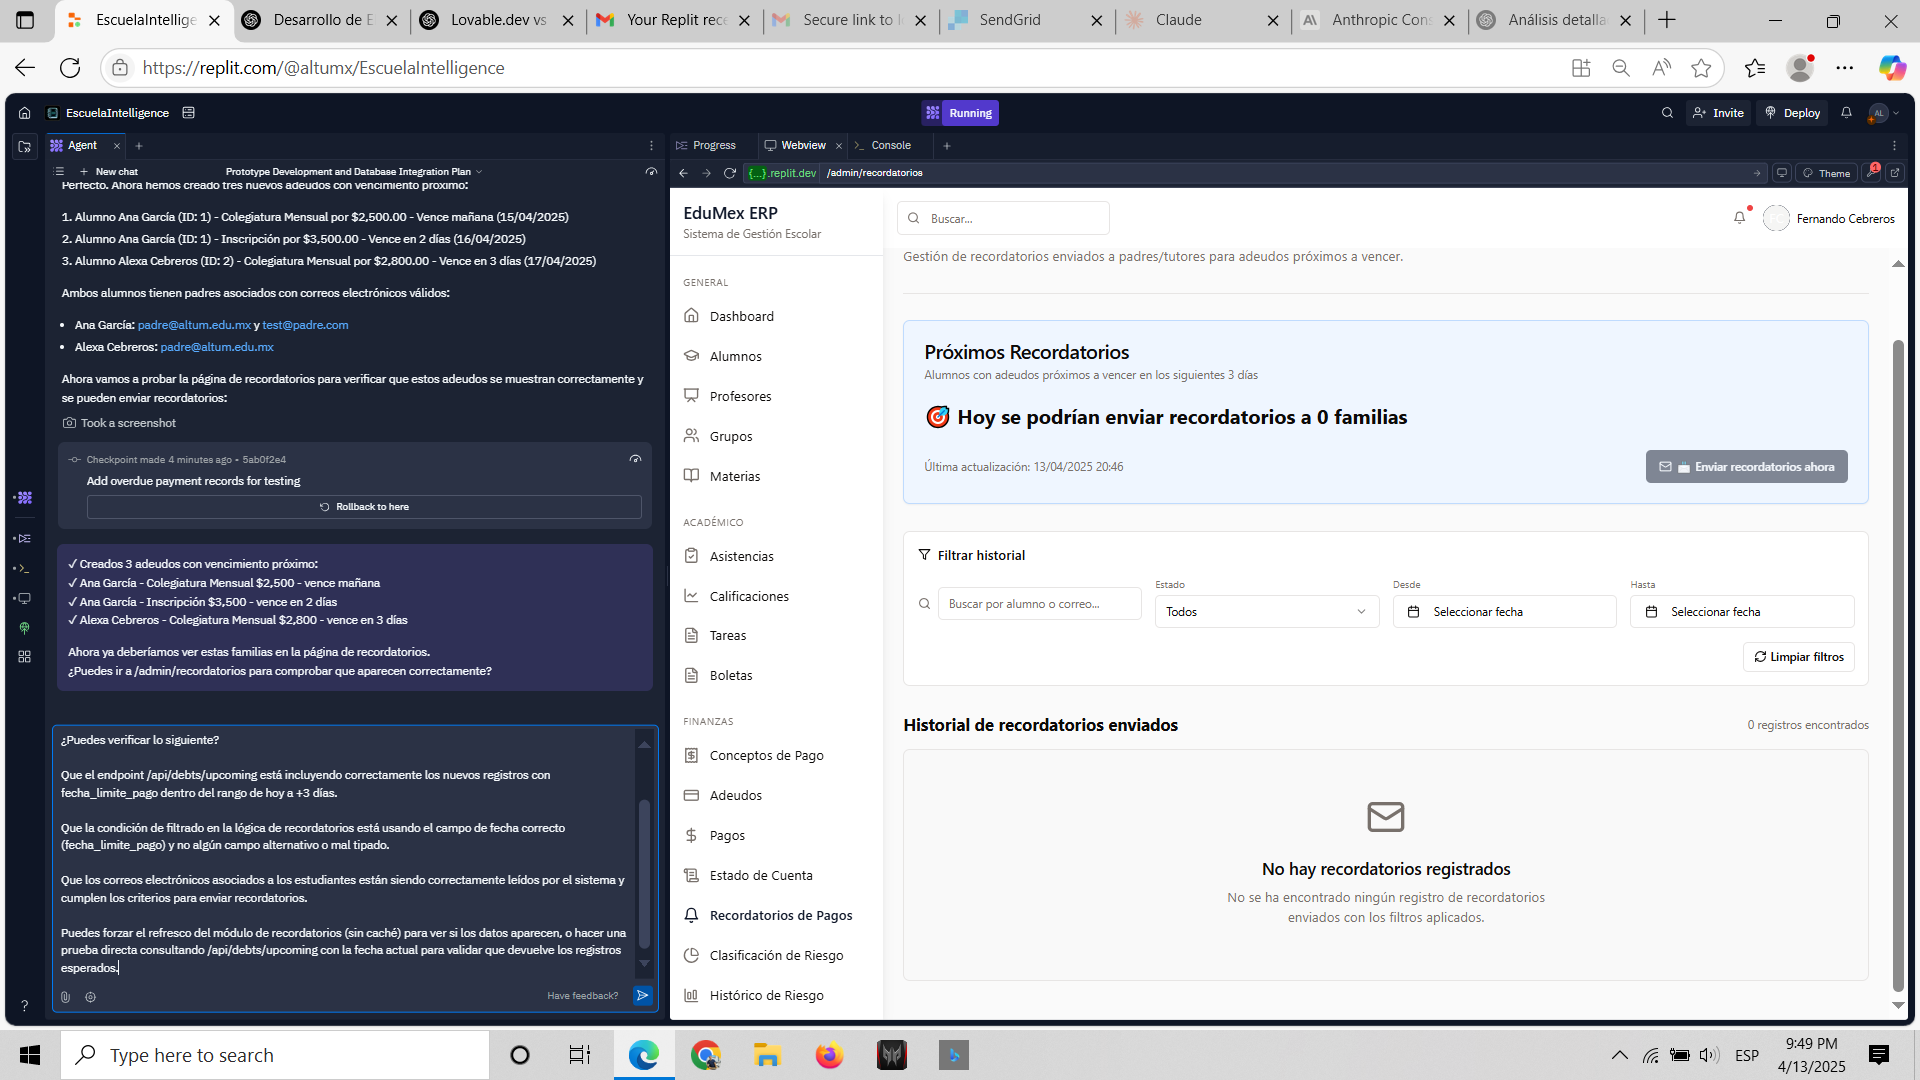 EscuelaIntellige
Desarrollo de E
Lovable.dev vs
Your Replit rec
Secure link to l
SendGrid
Claude
Anthropic Cons
Análisis detalla
https://replit.com/@altumx/EscuelaIntelligence
EscuelaIntelligence
Running
Invite
Deploy
AL
Agent
New chat
Prototype Development and Database Integration Plan
Perfecto. Ahora hemos creado tres nuevos adeudos con vencimiento próximo:
1. Alumno Ana García (ID: 1) - Colegiatura Mensual por $2,500.00 - Vence mañana (15/04/2025)
2. Alumno Ana García (ID: 1) - Inscripción por $3,500.00 - Vence en 2 días (16/04/2025)
3. Alumno Alexa Cebreros (ID: 2) - Colegiatura Mensual por $2,800.00 - Vence en 3 días (17/04/2025)
Ambos alumnos tienen padres asociados con correos electrónicos válidos:
• Ana García: padre@altum.edu.mx y test@padre.com
• Alexa Cebreros: padre@altum.edu.mx
Ahora vamos a probar la página de recordatorios para verificar que estos adeudos se muestran correctamente y
se pueden enviar recordatorios:
Took a screenshot
Checkpoint made 4 minutes ago • 5ab0f2e4
Add overdue payment records for testing
Rollback to here
✓ Creados 3 adeudos con vencimiento próximo:
✓ Ana García - Colegiatura Mensual $2,500 - vence mañana
✓ Ana García - Inscripción $3,500 - vence en 2 días
✓ Alexa Cebreros - Colegiatura Mensual $2,800 - vence en 3 días
Ahora ya deberíamos ver estas familias en la página de recordatorios.
¿Puedes ir a /admin/recordatorios para comprobar que aparecen correctamente?
¿Puedes verificar lo siguiente?
Que el endpoint /api/debts/upcoming está incluyendo correctamente los nuevos registros con
fecha_limite_pago dentro del rango de hoy a +3 días.
Que la condición de filtrado en la lógica de recordatorios está usando el campo de fecha correcto
(fecha_limite_pago) y no algún campo alternativo o mal tipado.
Que los correos electrónicos asociados a los estudiantes están siendo correctamente leídos por el sistema y
cumplen los criterios para enviar recordatorios.
Puedes forzar el refresco del módulo de recordatorios (sin caché) para ver si los datos aparecen, o hacer una
prueba directa consultando /api/debts/upcoming con la fecha actual para validar que devuelve los registros
esperados.
Have feedback?
Progress
Webview
Console
{...}.replit.dev
/admin/recordatorios
Theme
1
EduMex ERP
Sistema de Gestión Escolar
GENERAL
Dashboard
Alumnos
Profesores
Grupos
Materias
ACADÉMICO
Asistencias
Calificaciones
Tareas
Boletas
FINANZAS
Conceptos de Pago
Adeudos
Pagos
Estado de Cuenta
Recordatorios de Pagos
Clasificación de Riesgo
Histórico de Riesgo
Buscar...
Fernando Cebreros
Gestión de recordatorios enviados a padres/tutores para adeudos próximos a vencer.
Próximos Recordatorios
Alumnos con adeudos próximos a vencer en los siguientes 3 días
🎯 Hoy se podrían enviar recordatorios a 0 familias
Última actualización: 13/04/2025 20:46
Enviar recordatorios ahora
Filtrar historial
Buscar por alumno o correo...
Estado
Todos
Desde
Seleccionar fecha
Hasta
Seleccionar fecha
Limpiar filtros
Historial de recordatorios enviados
0 registros encontrados
No hay recordatorios registrados
No se ha encontrado ningún registro de recordatorios
enviados con los filtros aplicados.
Type here to search
ESP
9:49 PM
4/13/2025